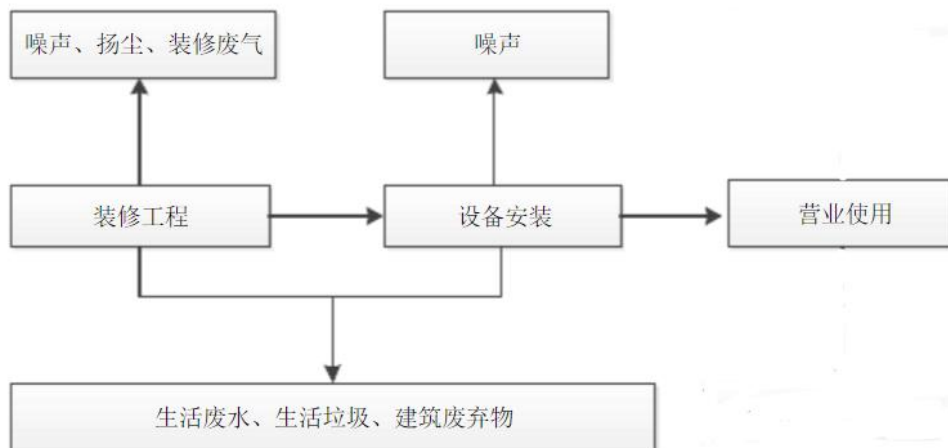 噪声、扬尘、装修废气
噪声
装修工程
设备安装
营业使用
生活废水、生活垃圾、建筑废弃物